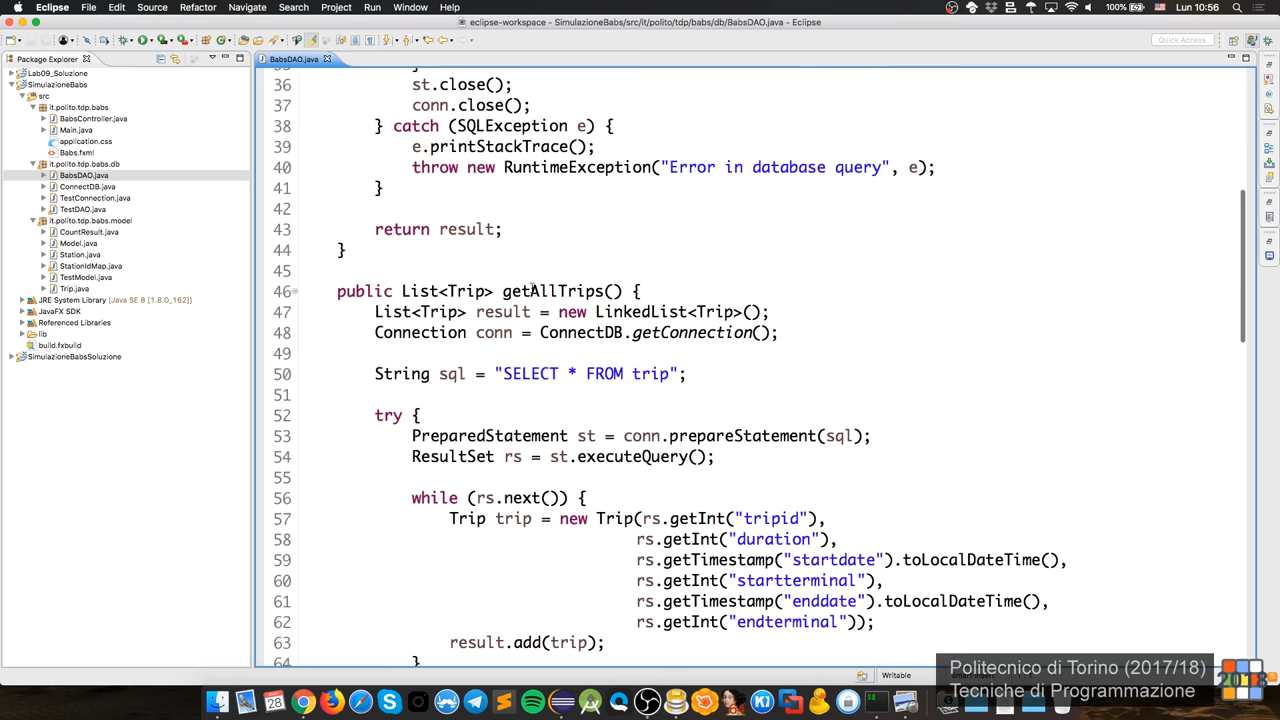 Eclipse File Edit Source Refactor Navigate Search Project Run Window Help 100% Lun 10:56
eclipse-workspace - SimulazioneBabs/src/it/polito/tdp/babs/db/BabsDAO.java - Eclipse
Quick Access
Package Explorer
BabsDAO.java
Lab09_Soluzione
SimulazioneBabs
src
it.polito.tdp.babs
BabsController.java
Main.java
application.css
Babs.fxml
it.polito.tdp.babs.db
BabsDAO.java
ConnectDB.java
TestConnection.java
TestDAO.java
it.polito.tdp.babs.model
CountResult.java
Model.java
Station.java
StationIdMap.java
TestModel.java
Trip.java
JRE System Library [Java SE 8 [1.8.0_162]]
JavaFX SDK
Referenced Libraries
lib
build.fxbuild
SimulazioneBabsSoluzione
35 }
36 st.close();
37 conn.close();
38 } catch (SQLException e) {
39 e.printStackTrace();
40 throw new RuntimeException("Error in database query", e);
41 }
42
43 return result;
44 }
45
46 public List<Trip> getAllTrips() {
47 List<Trip> result = new LinkedList<Trip>();
48 Connection conn = ConnectDB.getConnection();
49
50 String sql = "SELECT * FROM trip";
51
52 try {
53 PreparedStatement st = conn.prepareStatement(sql);
54 ResultSet rs = st.executeQuery();
55
56 while (rs.next()) {
57 Trip trip = new Trip(rs.getInt("tripid"),
58 rs.getInt("duration"),
59 rs.getTimestamp("startdate").toLocalDateTime(),
60 rs.getInt("startterminal"),
61 rs.getTimestamp("enddate").toLocalDateTime(),
62 rs.getInt("endterminal"));
63 result.add(trip);
64 }
Writable
Politecnico di Torino (2017/18)
Tecniche di Programmazione
2018